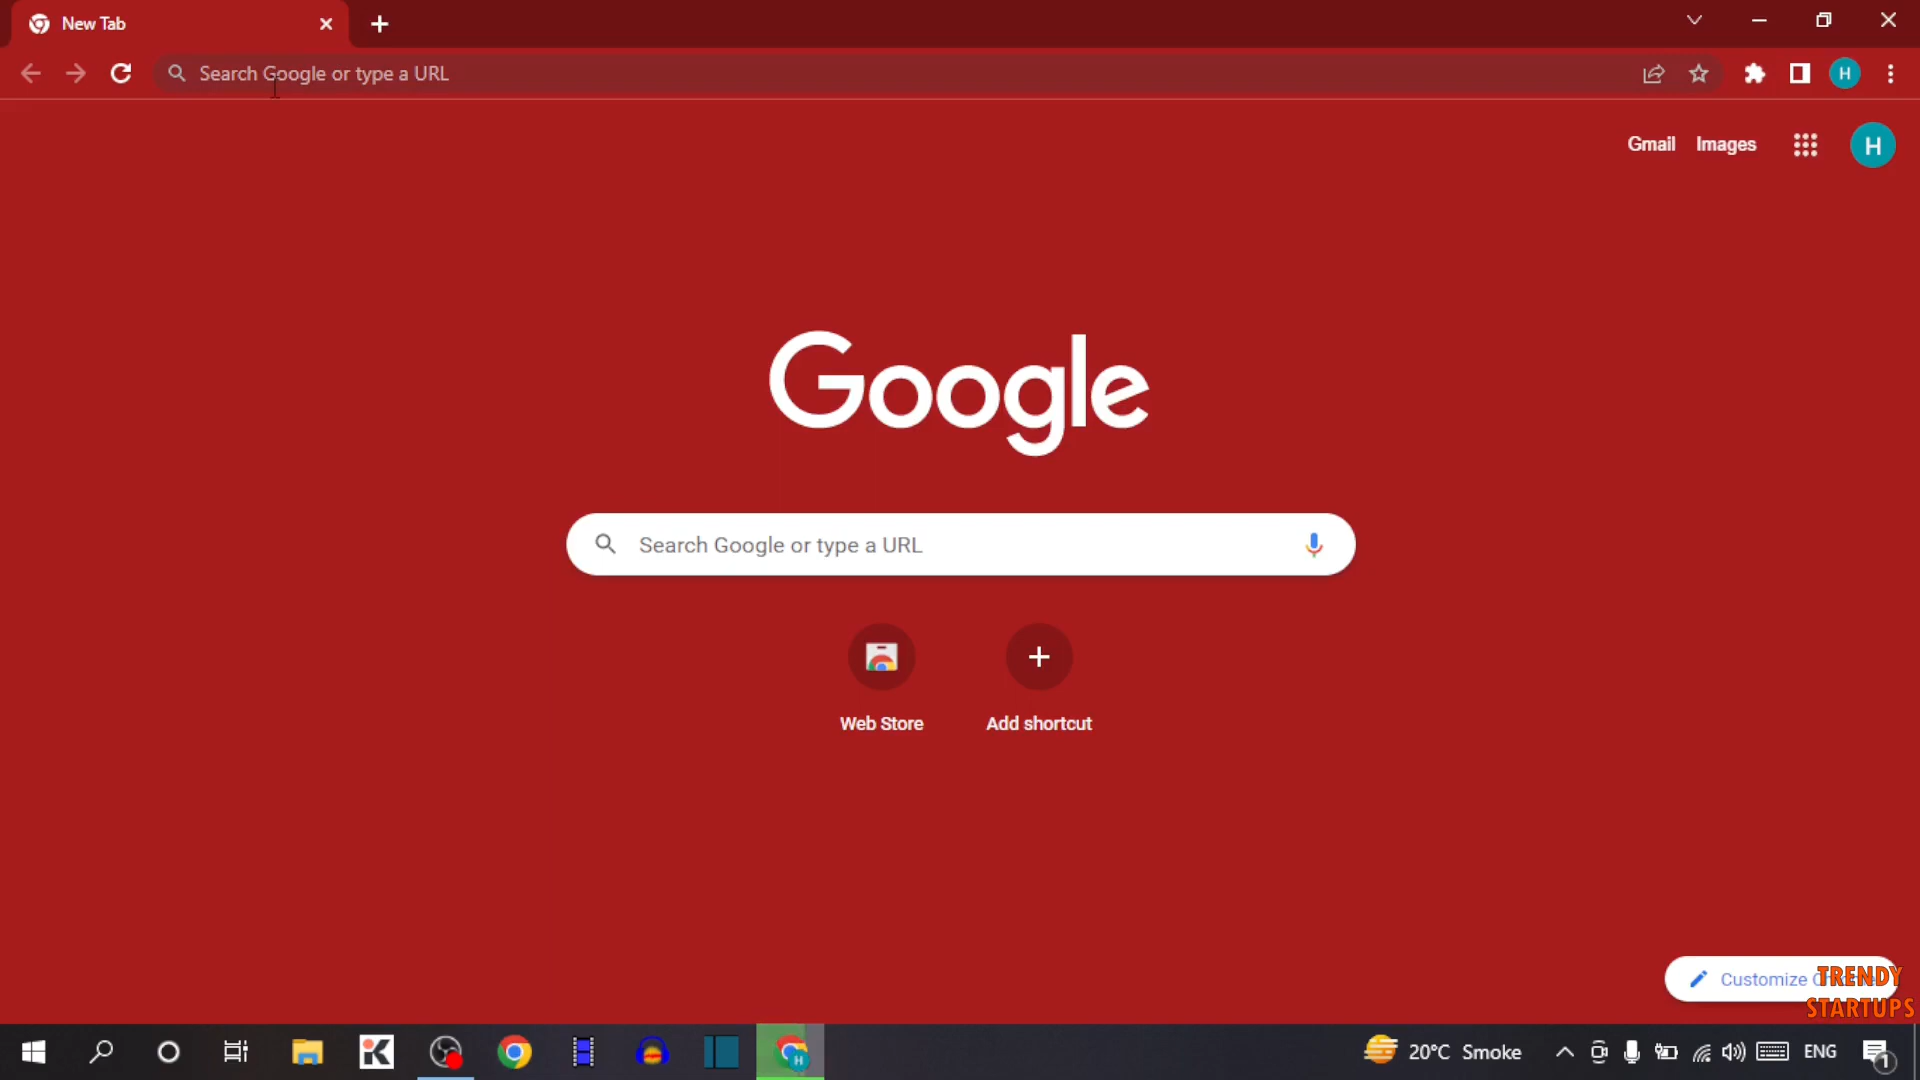 New Tab
Search Google or type a URL
H
Gmail Images
H
Google
Search Google or type a URL
Web Store Add shortcut
Customize
TRENDY
STARTUPS
H
20°C Smoke
ENG
1